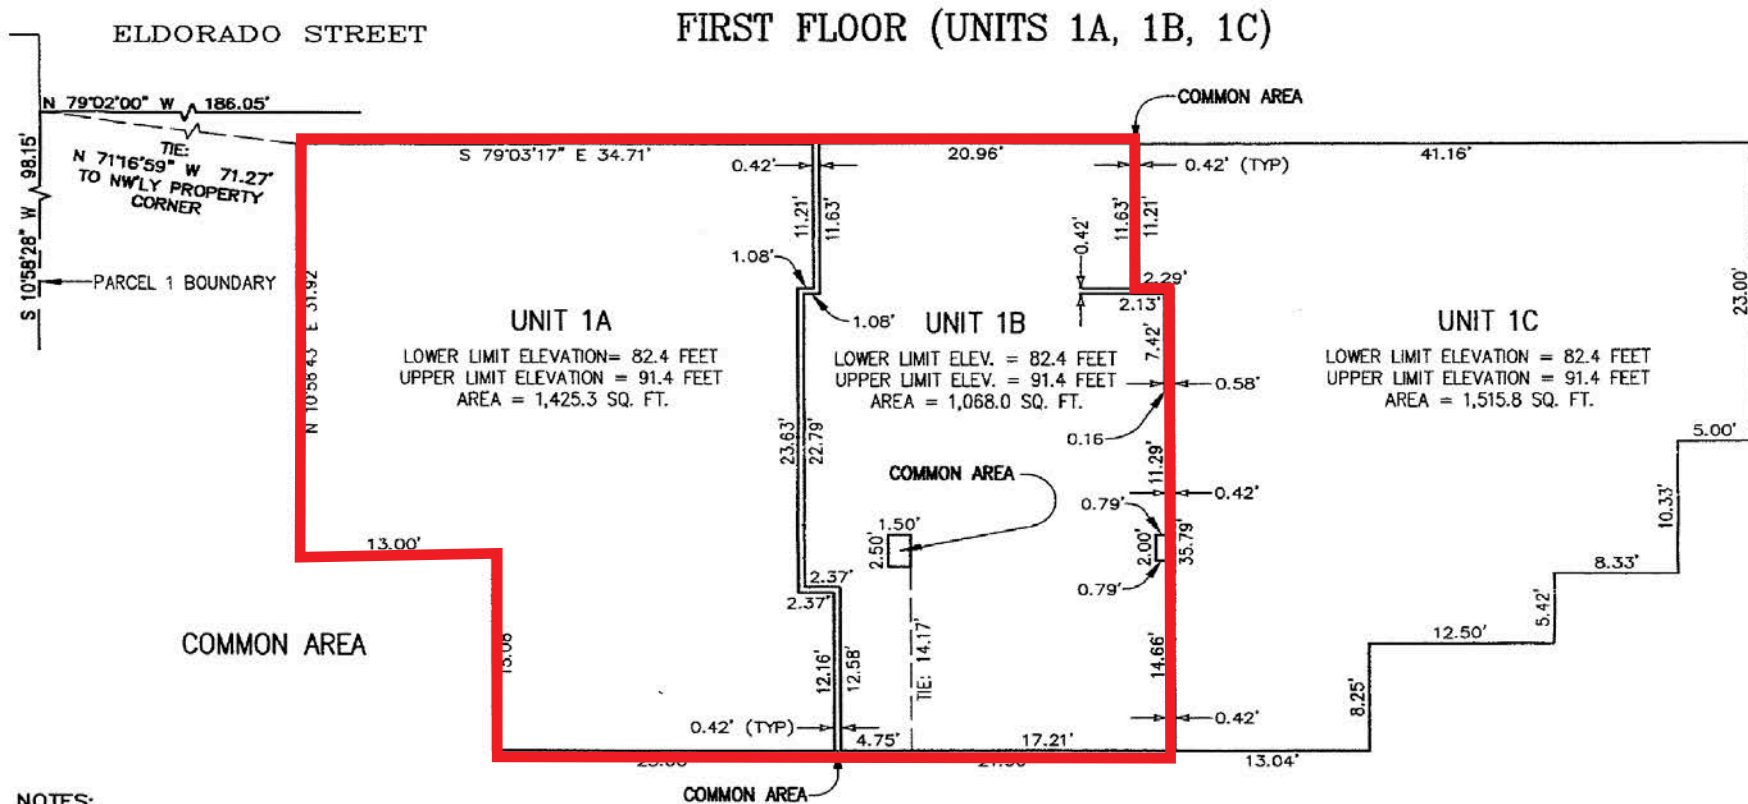 ELDORADO STREET
FIRST FLOOR (UNITS 1A, 1B, 1C)
N 79°02'00" W 186.05'
COMMON AREA
98.15'
S 10°58'28" W
TIE:
N 71°16'59" W 71.27'
TO NW'LY PROPERTY
CORNER
PARCEL 1 BOUNDARY
S 79°03'17" E 34.71'
0.42'
20.96'
0.42' (TYP)
41.16'
11.21'
11.63'
11.63'
11.21'
0.42'
1.08'
1.08'
2.29'
2.13'
23.00'
N 10°58'43" E 31.92'
UNIT 1A
LOWER LIMIT ELEVATION= 82.4 FEET
UPPER LIMIT ELEVATION = 91.4 FEET
AREA = 1,425.3 SQ. FT.
UNIT 1B
LOWER LIMIT ELEV. = 82.4 FEET
UPPER LIMIT ELEV. = 91.4 FEET
AREA = 1,068.0 SQ. FT.
7.42'
0.58'
0.16
UNIT 1C
LOWER LIMIT ELEVATION = 82.4 FEET
UPPER LIMIT ELEVATION = 91.4 FEET
AREA = 1,515.8 SQ. FT.
23.63'
22.79'
11.29'
5.00'
COMMON AREA
0.42'
0.79'
10.33'
1.50'
2.50'
2.00'
35.79'
0.79'
13.00'
8.33'
2.37'
2.37'
5.42'
12.50'
COMMON AREA
12.16'
12.58'
TIE: 14.17'
14.66'
8.25'
0.42' (TYP)
4.75'
17.21'
0.42'
13.04'
COMMON AREA
NOTES: